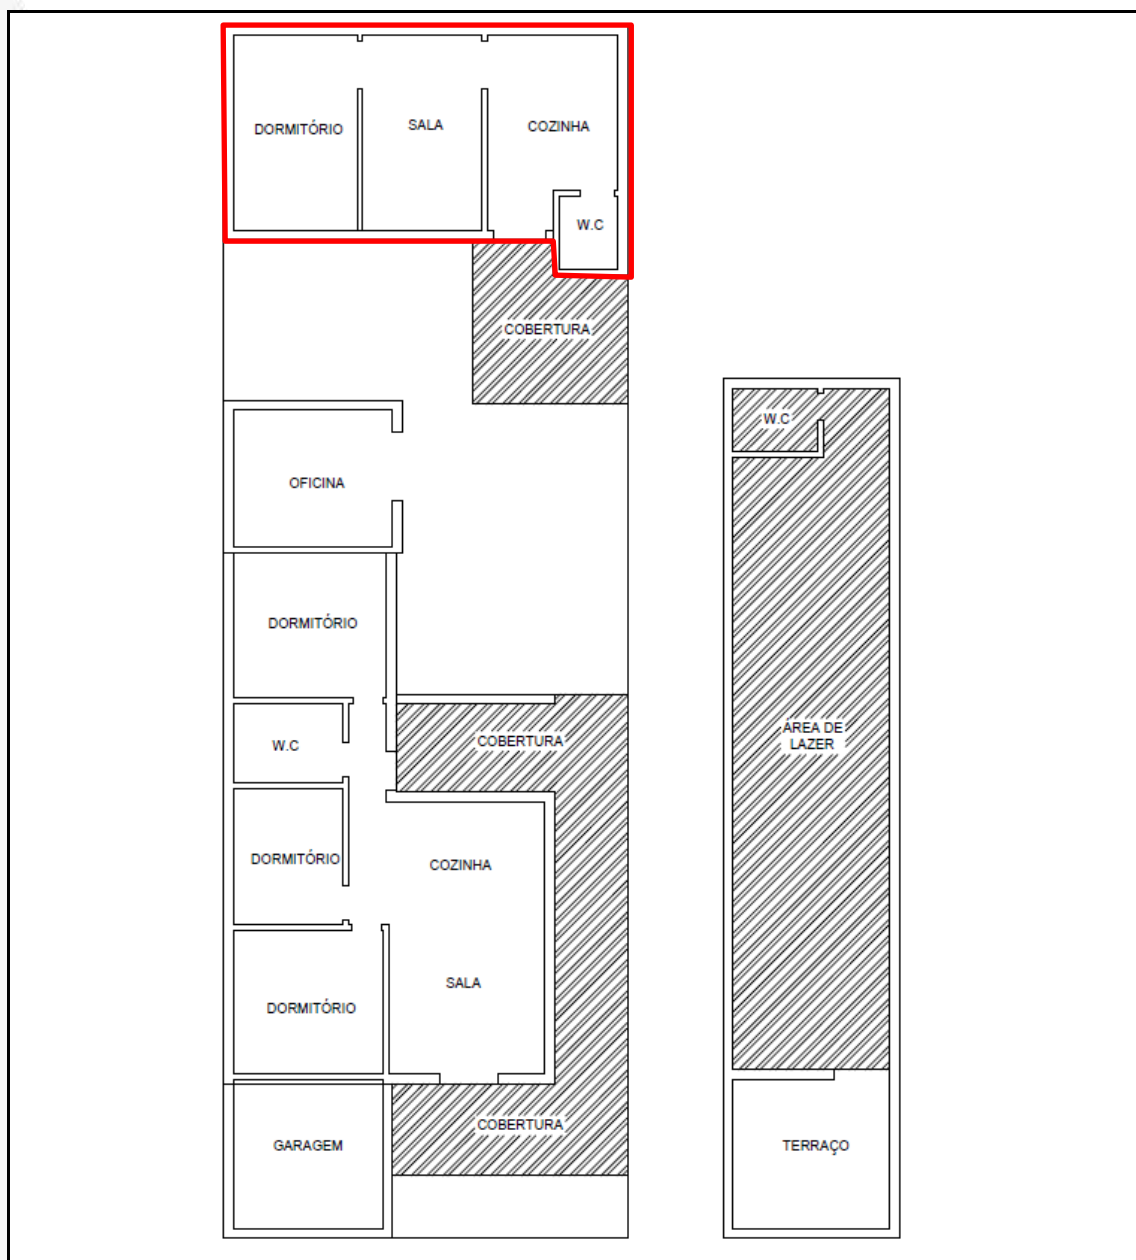 DORMITÓRIO
SALA
COZINHA
W.C
COBERTURA
OFICINA
DORMITÓRIO
W.C
COBERTURA
DORMITÓRIO
COZINHA
SALA
DORMITÓRIO
COBERTURA
GARAGEM
W.C
ÁREA DE
LAZER
TERRAÇO